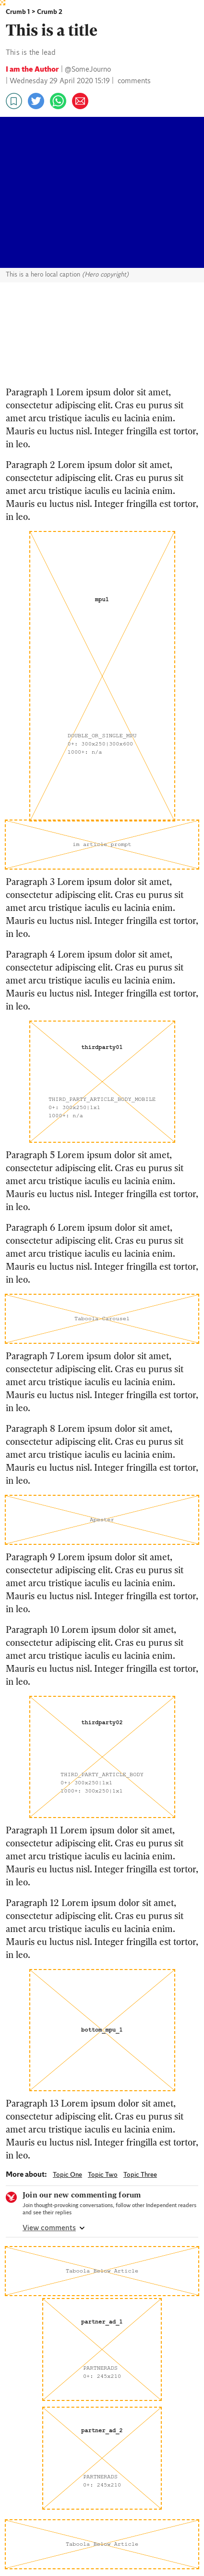 Crumb 1 > Crumb 2
This is a title
This is the lead
I am the Author | @SomeJourno
| Wednesday 29 April 2020 15:19 | comments
This is a hero local caption (Hero copyright)
Paragraph 1 Lorem ipsum dolor sit amet,
consectetur adipiscing elit. Cras eu purus sit
amet arcu tristique iaculis eu lacinia enim.
Mauris eu luctus nisl. Integer fringilla est tortor,
in leo.
Paragraph 2 Lorem ipsum dolor sit amet,
consectetur adipiscing elit. Cras eu purus sit
amet arcu tristique iaculis eu lacinia enim.
Mauris eu luctus nisl. Integer fringilla est tortor,
in leo.
mpu1
DOUBLE_OR_SINGLE_MPU
0+: 300x250|300x600
1000+: n/a
in article prompt
Paragraph 3 Lorem ipsum dolor sit amet,
consectetur adipiscing elit. Cras eu purus sit
amet arcu tristique iaculis eu lacinia enim.
Mauris eu luctus nisl. Integer fringilla est tortor,
in leo.
Paragraph 4 Lorem ipsum dolor sit amet,
consectetur adipiscing elit. Cras eu purus sit
amet arcu tristique iaculis eu lacinia enim.
Mauris eu luctus nisl. Integer fringilla est tortor,
in leo.
thirdparty01
THIRD_PARTY_ARTICLE_BODY_MOBILE
0+: 300x250|1x1
1000+: n/a
Paragraph 5 Lorem ipsum dolor sit amet,
consectetur adipiscing elit. Cras eu purus sit
amet arcu tristique iaculis eu lacinia enim.
Mauris eu luctus nisl. Integer fringilla est tortor,
in leo.
Paragraph 6 Lorem ipsum dolor sit amet,
consectetur adipiscing elit. Cras eu purus sit
amet arcu tristique iaculis eu lacinia enim.
Mauris eu luctus nisl. Integer fringilla est tortor,
in leo.
Taboola Carousel
Paragraph 7 Lorem ipsum dolor sit amet,
consectetur adipiscing elit. Cras eu purus sit
amet arcu tristique iaculis eu lacinia enim.
Mauris eu luctus nisl. Integer fringilla est tortor,
in leo.
Paragraph 8 Lorem ipsum dolor sit amet,
consectetur adipiscing elit. Cras eu purus sit
amet arcu tristique iaculis eu lacinia enim.
Mauris eu luctus nisl. Integer fringilla est tortor,
in leo.
Apester
Paragraph 9 Lorem ipsum dolor sit amet,
consectetur adipiscing elit. Cras eu purus sit
amet arcu tristique iaculis eu lacinia enim.
Mauris eu luctus nisl. Integer fringilla est tortor,
in leo.
Paragraph 10 Lorem ipsum dolor sit amet,
consectetur adipiscing elit. Cras eu purus sit
amet arcu tristique iaculis eu lacinia enim.
Mauris eu luctus nisl. Integer fringilla est tortor,
in leo.
thirdparty02
THIRD_PARTY_ARTICLE_BODY
0+: 300x250|1x1
1000+: 300x250|1x1
Paragraph 11 Lorem ipsum dolor sit amet,
consectetur adipiscing elit. Cras eu purus sit
amet arcu tristique iaculis eu lacinia enim.
Mauris eu luctus nisl. Integer fringilla est tortor,
in leo.
Paragraph 12 Lorem ipsum dolor sit amet,
consectetur adipiscing elit. Cras eu purus sit
amet arcu tristique iaculis eu lacinia enim.
Mauris eu luctus nisl. Integer fringilla est tortor,
in leo.
bottom_mpu_1
Paragraph 13 Lorem ipsum dolor sit amet,
consectetur adipiscing elit. Cras eu purus sit
amet arcu tristique iaculis eu lacinia enim.
Mauris eu luctus nisl. Integer fringilla est tortor,
in leo.
More about: Topic One Topic Two Topic Three
Join our new commenting forum
Join thought-provoking conversations, follow other Independent readers
and see their replies
View comments
Taboola Below Article
partner_ad_1
PARTNERADS
0+: 245x210
partner_ad_2
PARTNERADS
0+: 245x210
Taboola Below Article